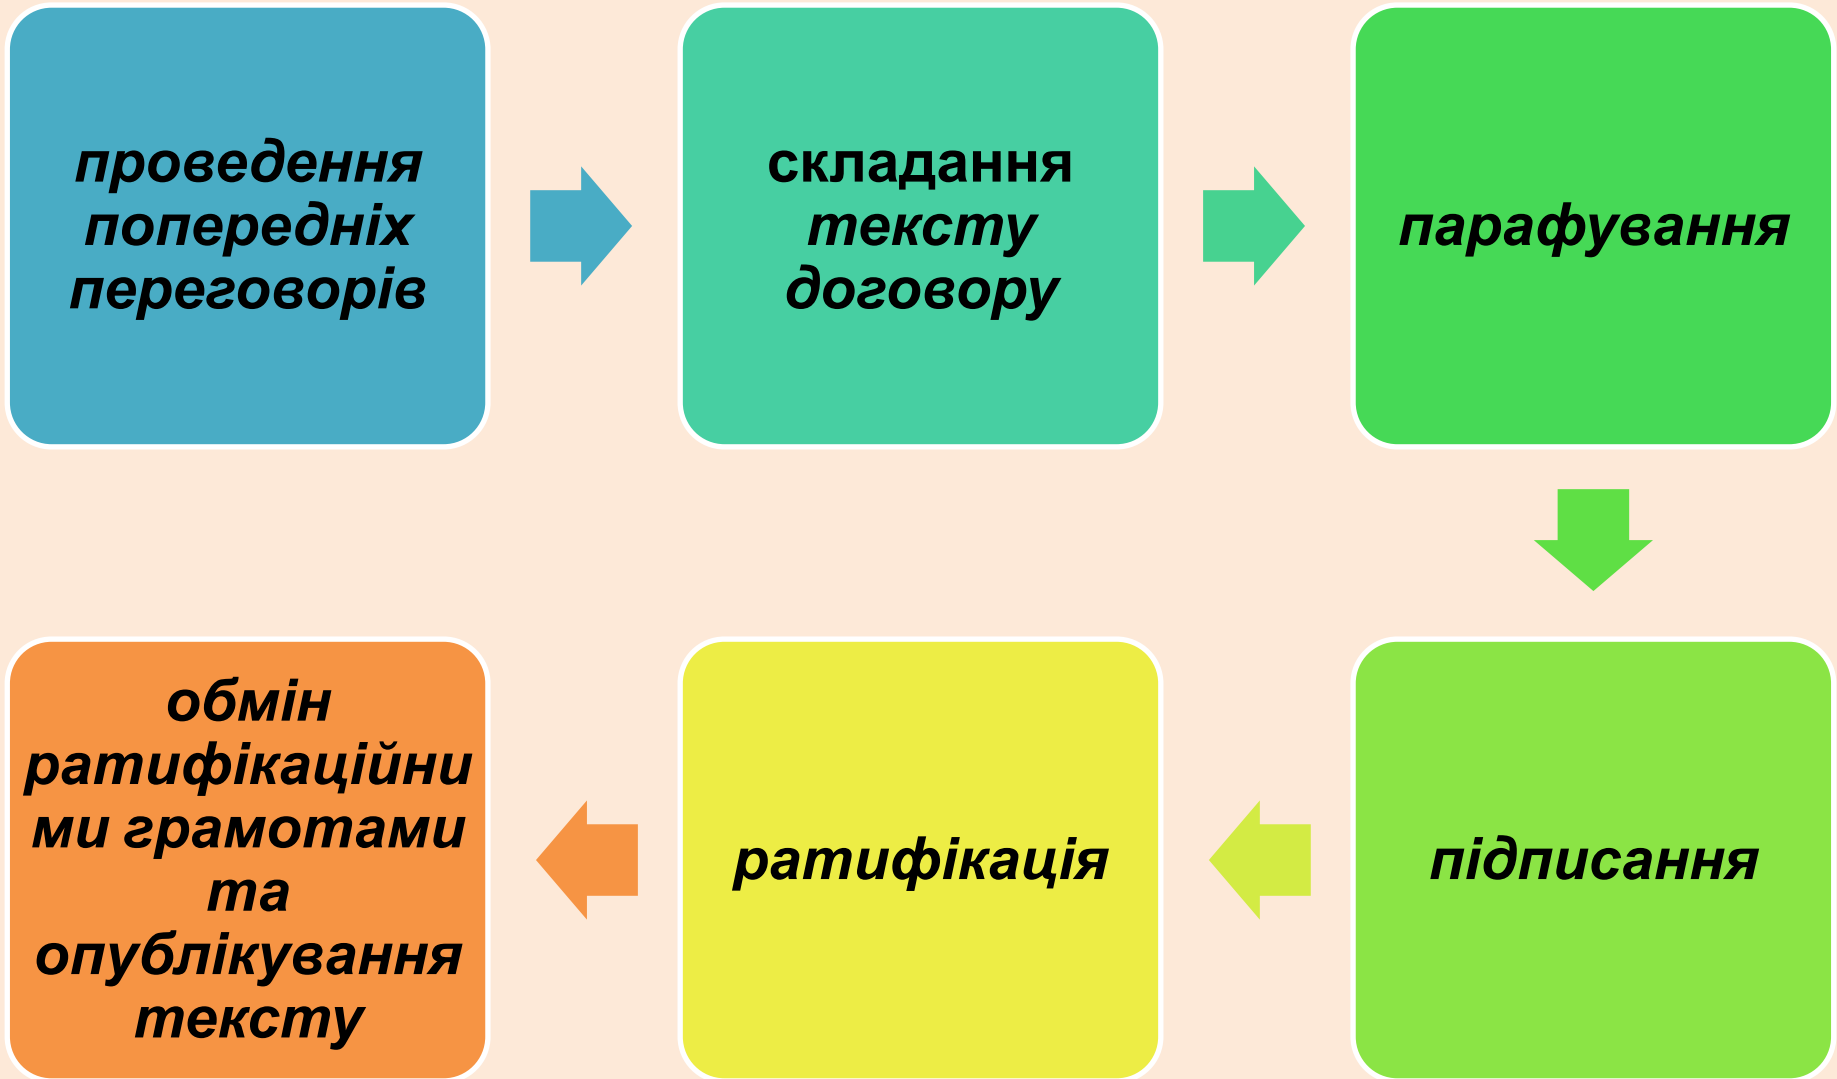 проведення
попередніх
переговорів
складання
тексту
договору
парафування
підписання
ратифікація
обмін
ратифікаційни
ми грамотами
та
опублікування
тексту